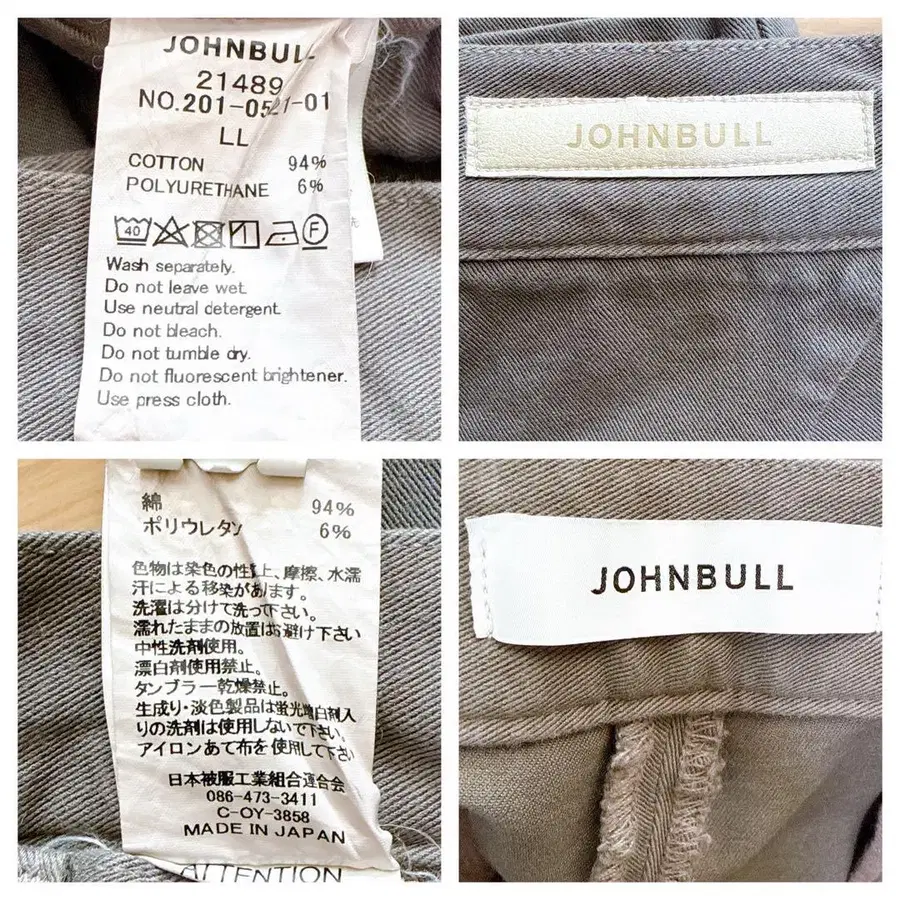 JOHNBULL
21489
NO.201-0521-01
LL
COTTON 94%
POLYURETHANE 6%
40
F
Wash separately.
Do not leave wet.
Use neutral detergent.
Do not bleach.
Do not tumble dry.
Do not fluorescent brightener.
Use press cloth.
JOHNBULL
綿 94%
ポリウレタン 6%
色物は染色の性質上、摩擦、水濡
汗による移染があります。
洗濯は分けて洗って下さい。
濡れたままの放置はお避け下さい
中性洗剤使用。
漂白剤使用禁止。
タンブラー乾燥禁止。
生成り・淡色製品は蛍光増白剤入
りの洗剤は使用しないで下さい。
アイロンあて布を使用して下さい
日本被服工業組合連合会
086-473-3411
C-OY-3858
MADE IN JAPAN
ATTENTION
JOHNBULL